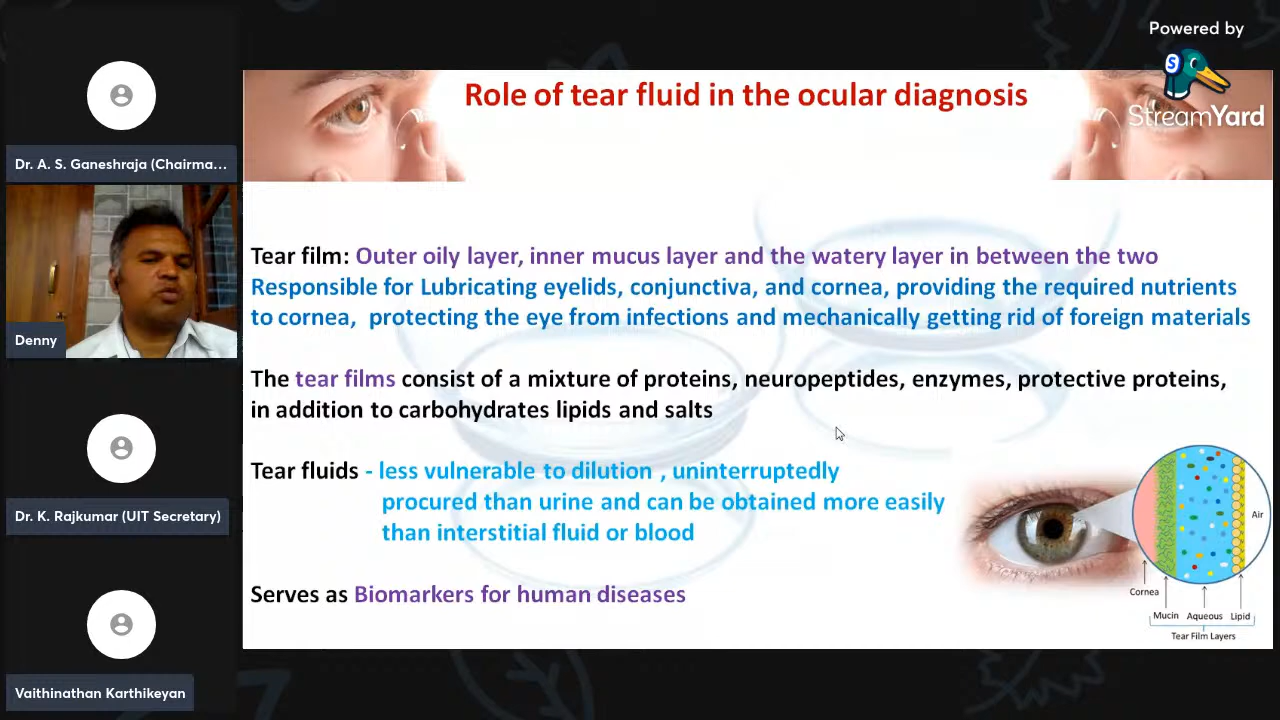 Powered by
StreamYard
Dr. A. S. Ganeshraja (Chairma...
Denny
Dr. K. Rajkumar (UIT Secretary)
Vaithinathan Karthikeyan
Role of tear fluid in the ocular diagnosis
Tear film: Outer oily layer, inner mucus layer and the watery layer in between the two
Responsible for Lubricating eyelids, conjunctiva, and cornea, providing the required nutrients
to cornea, protecting the eye from infections and mechanically getting rid of foreign materials
The tear films consist of a mixture of proteins, neuropeptides, enzymes, protective proteins,
in addition to carbohydrates lipids and salts
Tear fluids - less vulnerable to dilution , uninterruptedly
procured than urine and can be obtained more easily
than interstitial fluid or blood
Serves as Biomarkers for human diseases
Air
Cornea
Mucin Aqueous Lipid
Tear Film Layers